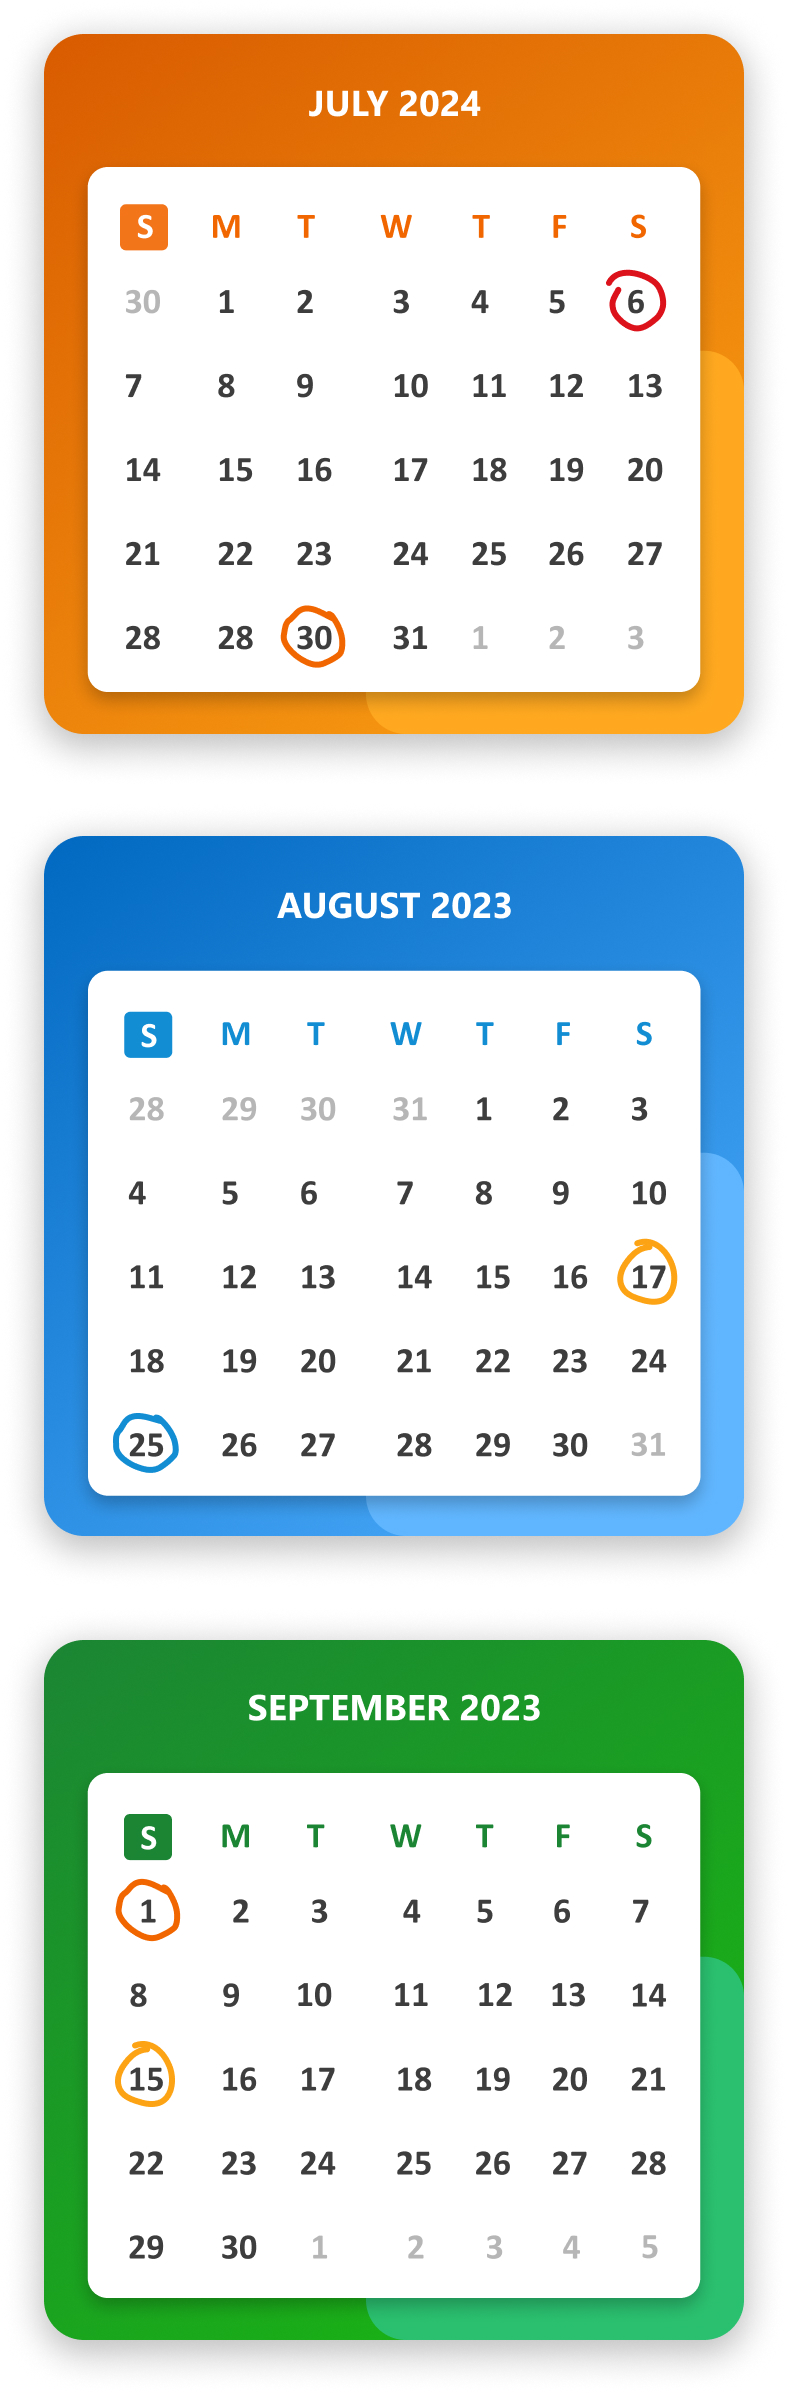 JULY 2024
S M T W T F S
30 1 2 3 4 5 6
7 8 9 10 11 12 13
14 15 16 17 18 19 20
21 22 23 24 25 26 27
28 28 30 31 1 2 3
AUGUST 2023
S M T W T F S
28 29 30 31 1 2 3
4 5 6 7 8 9 10
11 12 13 14 15 16 17
18 19 20 21 22 23 24
25 26 27 28 29 30 31
SEPTEMBER 2023
S M T W T F S
1 2 3 4 5 6 7
8 9 10 11 12 13 14
15 16 17 18 19 20 21
22 23 24 25 26 27 28
29 30 1 2 3 4 5